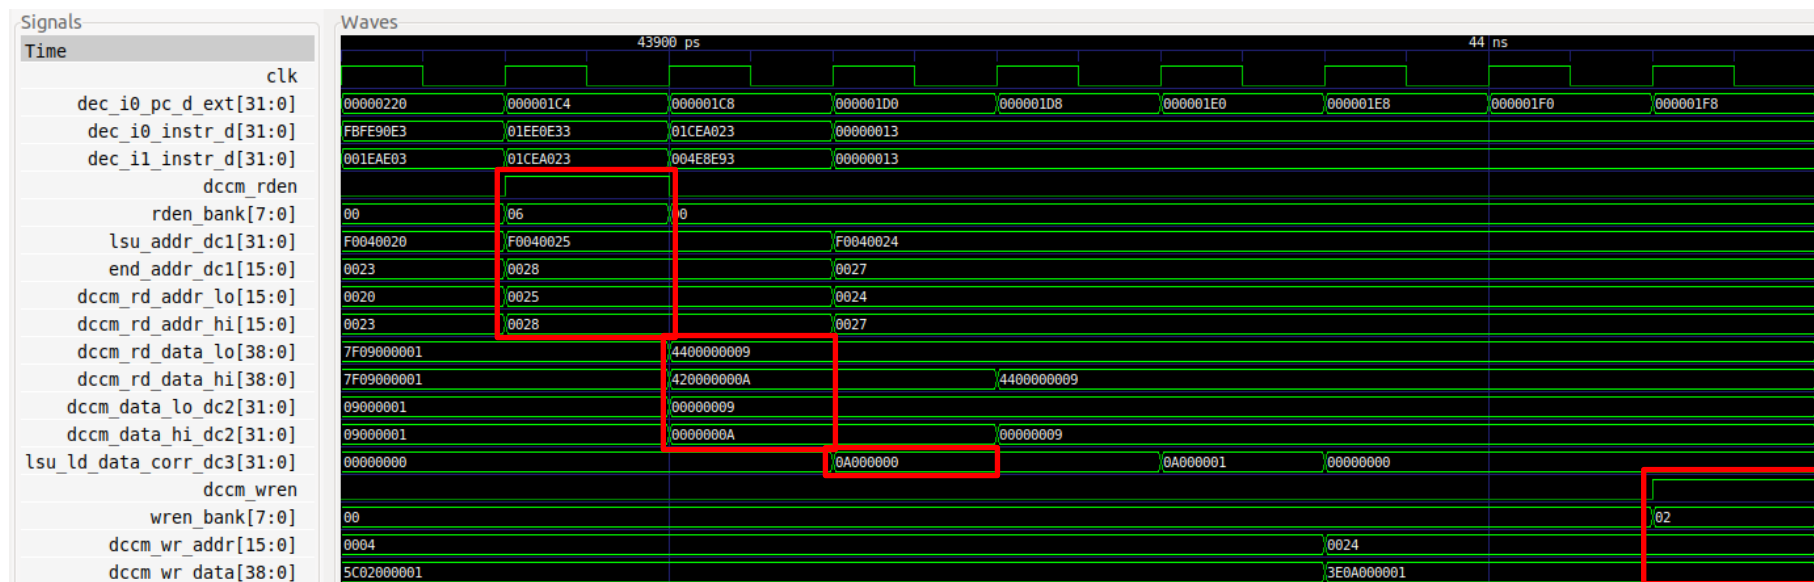 Signals Waves
Time 43900 ps 44 ns
clk
dec_i0_pc_d_ext[31:0] 00000220 000001C4 000001C8 000001D0 000001D8 000001E0 000001E8 000001F0 000001F8
dec_i0_instr_d[31:0] FBFE90E3 01EE0E33 01CEA023 00000013
dec_i1_instr_d[31:0] 001EAE03 01CEA023 004E8E93 00000013
dccm_rden
rden_bank[7:0] 00 06 00
lsu_addr_dc1[31:0] F0040020 F0040025 F0040024
end_addr_dc1[15:0] 0023 0028 0027
dccm_rd_addr_lo[15:0] 0020 0025 0024
dccm_rd_addr_hi[15:0] 0023 0028 0027
dccm_rd_data_lo[38:0] 7F09000001 4400000009
dccm_rd_data_hi[38:0] 7F09000001 420000000A 4400000009
dccm_data_lo_dc2[31:0] 09000001 00000009
dccm_data_hi_dc2[31:0] 09000001 0000000A 00000009
lsu_ld_data_corr_dc3[31:0] 00000000 0A000000 0A000001 00000000
dccm_wren
wren_bank[7:0] 00 02
dccm_wr_addr[15:0] 0004 0024
dccm_wr_data[38:0] 5C02000001 3E0A000001